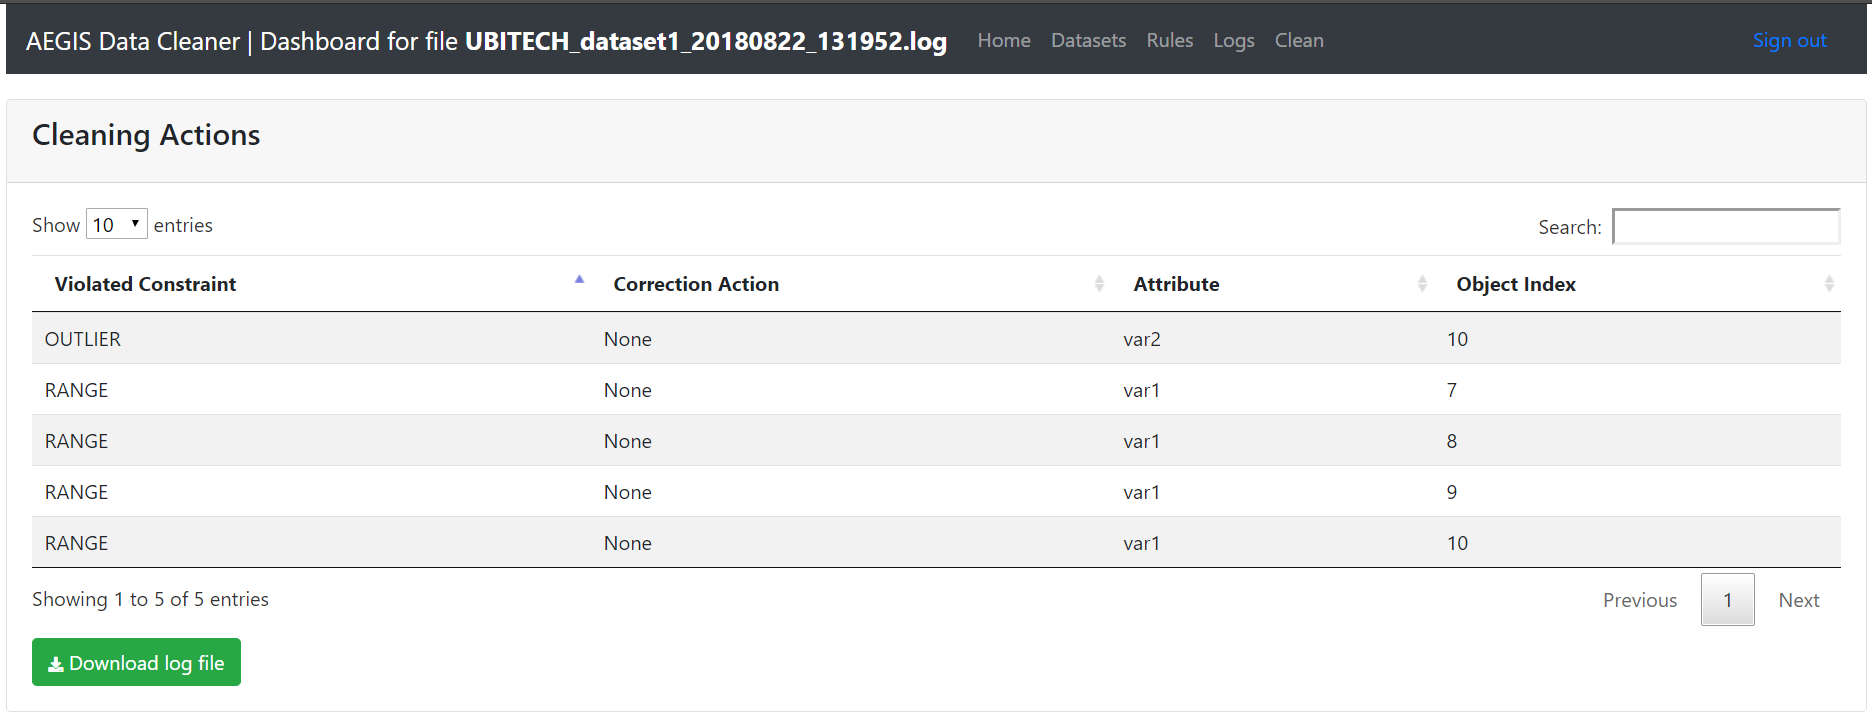 AEGIS Data Cleaner | Dashboard for file UBITECH_dataset1_20180822_131952.log Home Datasets Rules Logs Clean Sign out
Cleaning Actions
Show 10 entries Search:
Violated Constraint Correction Action Attribute Object Index
OUTLIER None var2 10
RANGE None var1 7
RANGE None var1 8
RANGE None var1 9
RANGE None var1 10
Showing 1 to 5 of 5 entries Previous 1 Next
Download log file